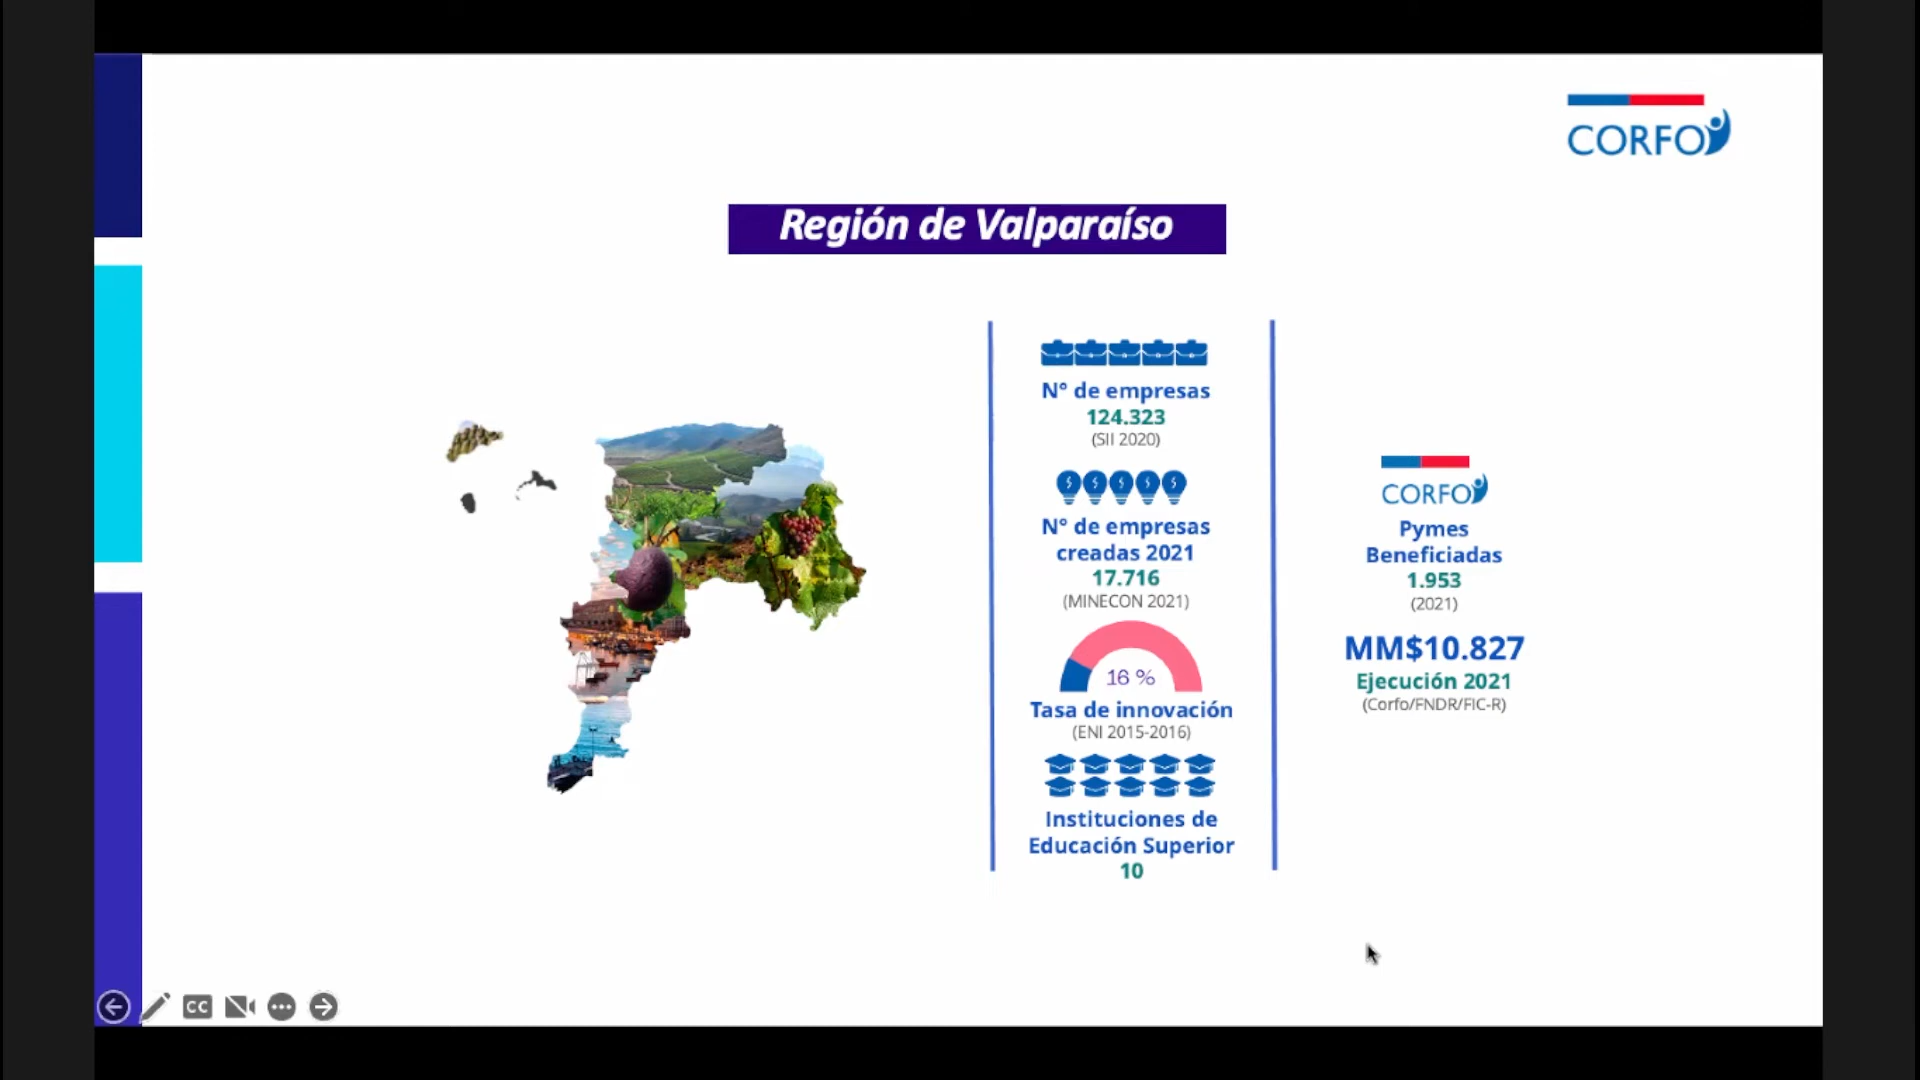 CORFO
Región de Valparaíso
N° de empresas
124.323
(SII 2020)
N° de empresas
creadas 2021
17.716
(MINECON 2021)
16 %
Tasa de innovación
(ENI 2015-2016)
Instituciones de
Educación Superior
10
CORFO
Pymes
Beneficiadas
1.953
(2021)
MM$10.827
Ejecución 2021
(Corfo/FNDR/FIC-R)
CC